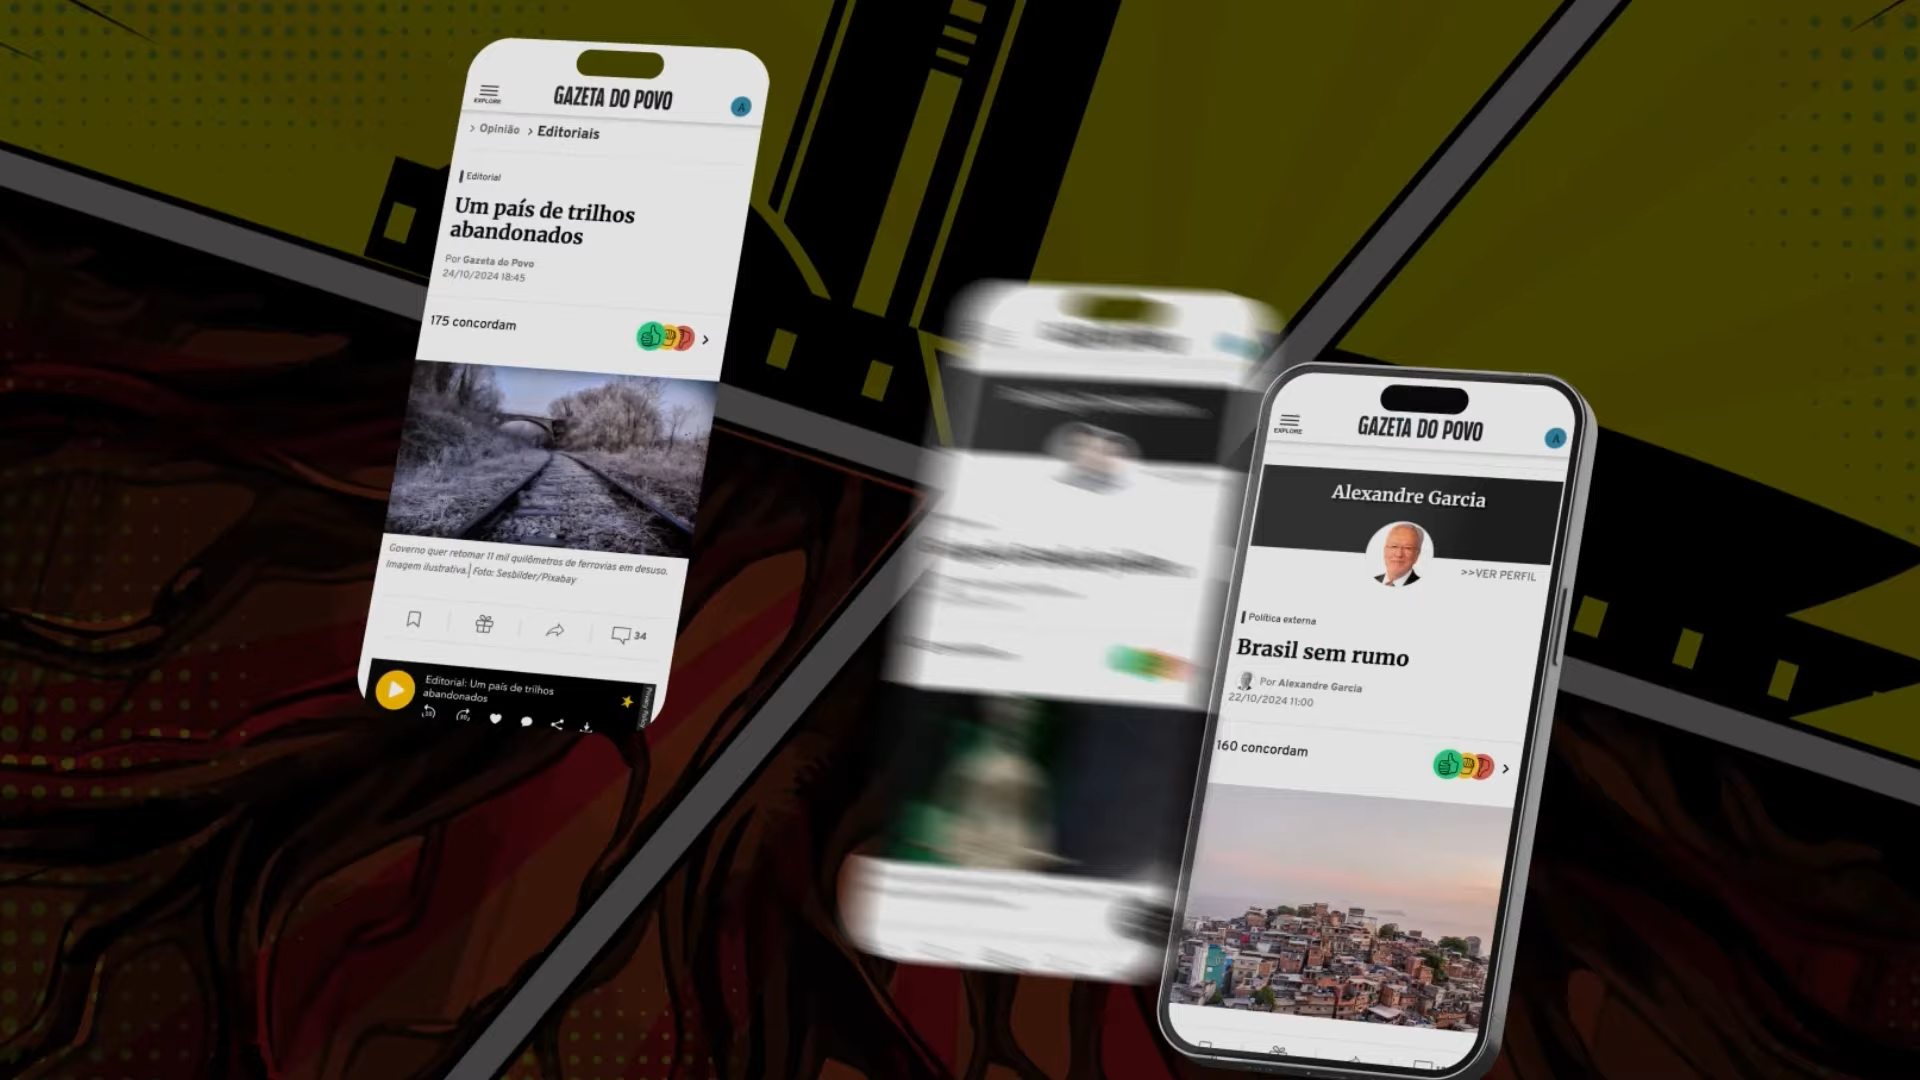 EXPLORE
GAZETA DO POVO
A
> Opinião > Editoriais
Editorial
Um país de trilhos
abandonados
Por Gazeta do Povo
24/10/2024 18:45
175 concordam
Governo quer retomar 11 mil quilômetros de ferrovias em desuso.
Imagem ilustrativa.| Foto: Sesbilder/Pixabay
34
Editorial: Um país de trilhos
abandonados
Privacy Policy
EXPLORE
GAZETA DO POVO
A
Alexandre Garcia
>>VER PERFIL
Política externa
Brasil sem rumo
Por Alexandre Garcia
22/10/2024 11:00
160 concordam